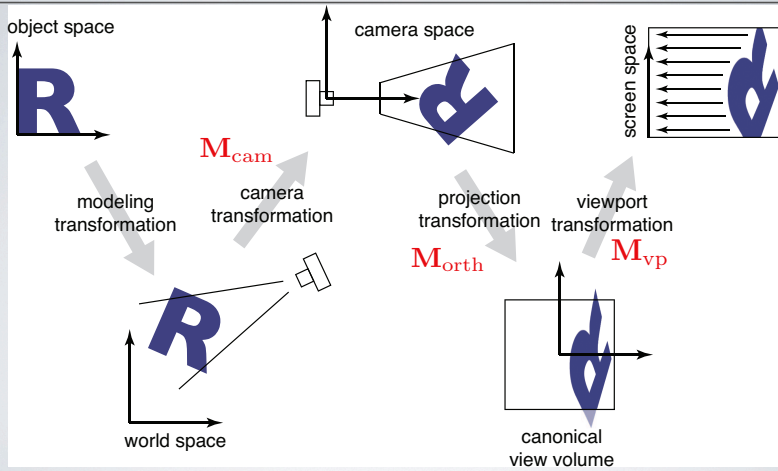 object space
R
modeling
transformation
R
world space
M_cam
camera
transformation
camera space
R
projection
transformation
M_orth
R
canonical
view volume
viewport
transformation
M_vp
screen space
R